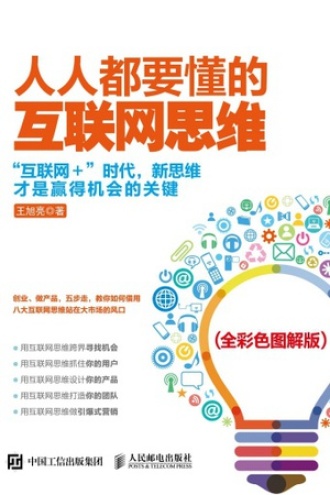 人人都要懂的
互联网思维
“互联网+”时代，新思维
才是赢得机会的关键
王旭亮◎著
创业、做产品，五步走，教你如何借用
八大互联网思维站在大市场的风口
（全彩色图解版）
用互联网思维跨界寻找机会
用互联网思维抓住你的用户
用互联网思维设计你的产品
用互联网思维打造你的团队
用互联网思维做引爆式营销
中国工信出版集团
人民邮电出版社
POSTS & TELECOM PRESS